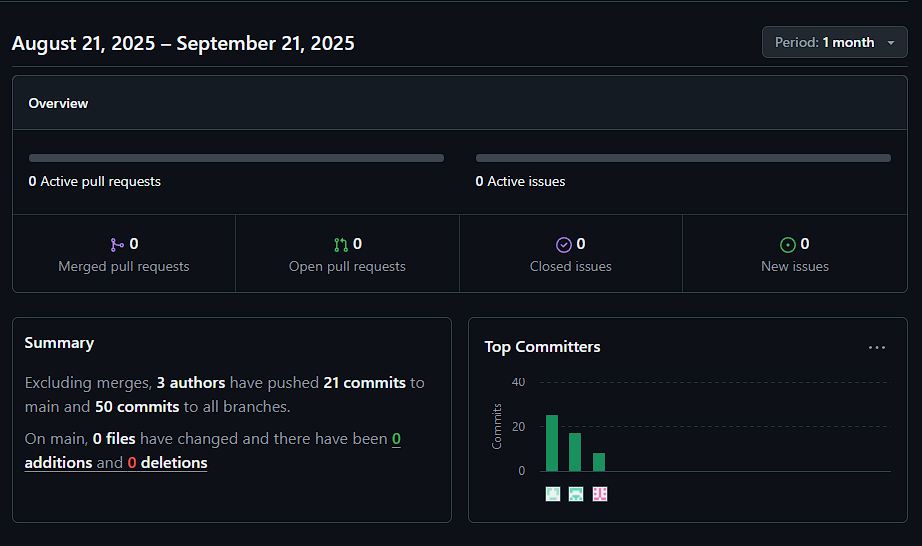 August 21, 2025 – September 21, 2025
Period: 1 month
Overview
0 Active pull requests
0 Active issues
0
Merged pull requests
0
Open pull requests
0
Closed issues
0
New issues
Summary
Excluding merges, 3 authors have pushed 21 commits to
main and 50 commits to all branches.
On main, 0 files have changed and there have been 0
additions and 0 deletions
Top Committers
Commits
40
20
0